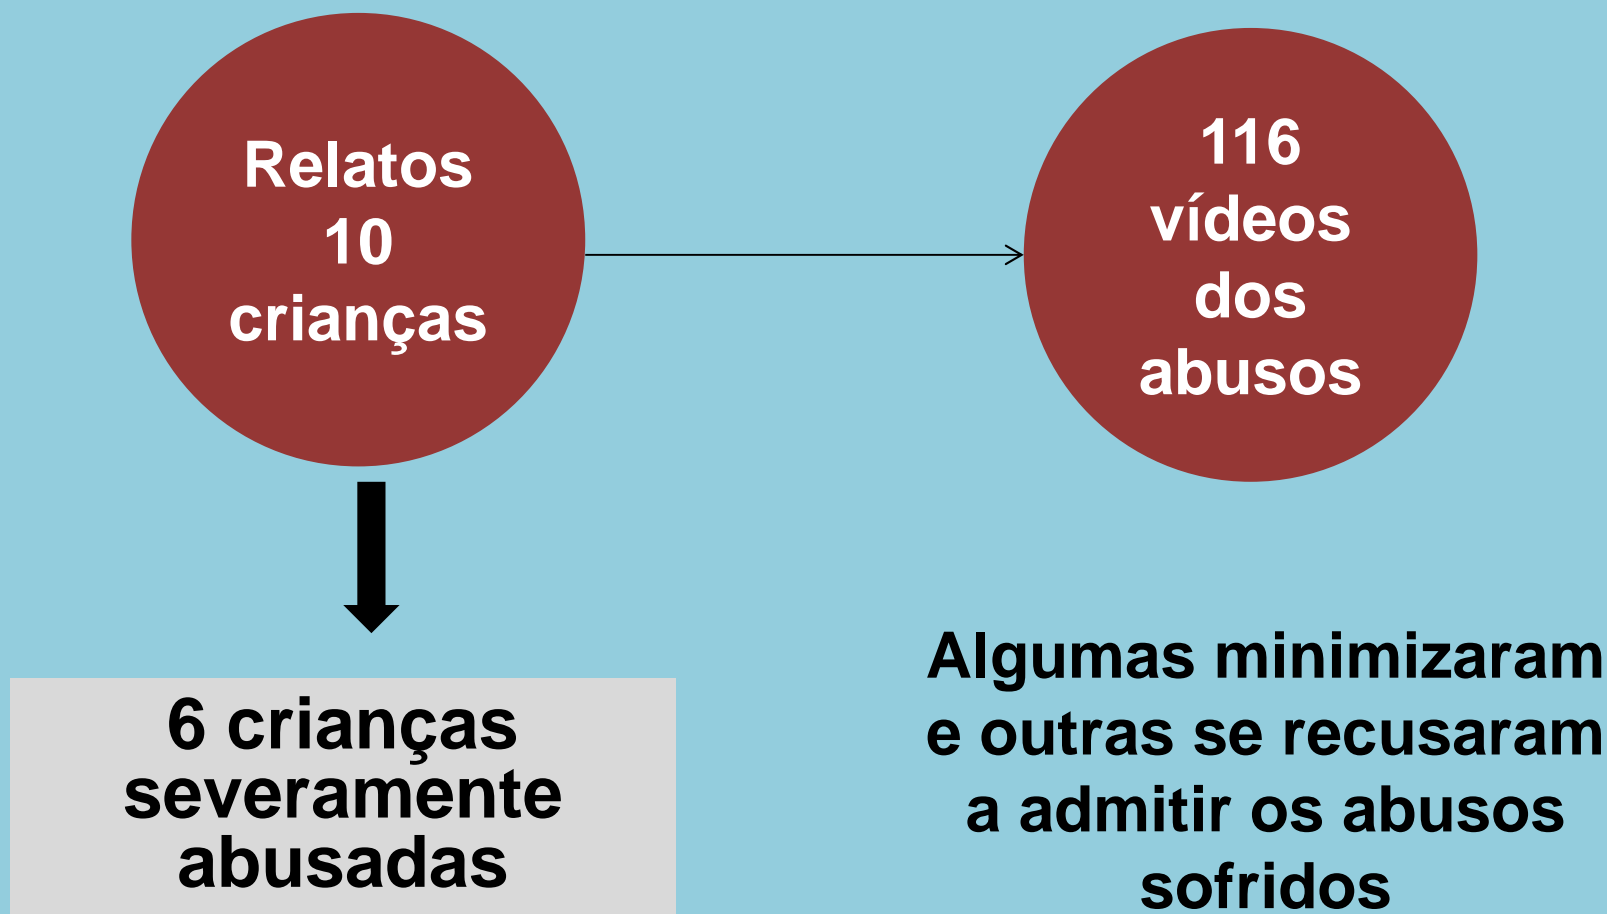 Relatos
10
crianças
116
vídeos
dos
abusos
6 crianças
severamente
abusadas
Algumas minimizaram
e outras se recusaram
a admitir os abusos
sofridos